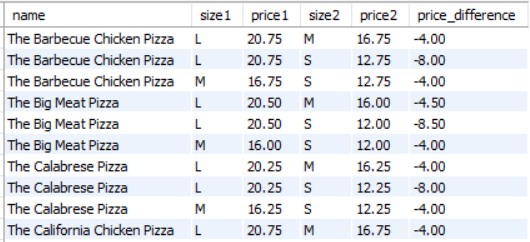 name size1 price1 size2 price2 price_difference
The Barbecue Chicken Pizza L 20.75 M 16.75 -4.00
The Barbecue Chicken Pizza L 20.75 S 12.75 -8.00
The Barbecue Chicken Pizza M 16.75 S 12.75 -4.00
The Big Meat Pizza L 20.50 M 16.00 -4.50
The Big Meat Pizza L 20.50 S 12.00 -8.50
The Big Meat Pizza M 16.00 S 12.00 -4.00
The Calabrese Pizza L 20.25 M 16.25 -4.00
The Calabrese Pizza L 20.25 S 12.25 -8.00
The Calabrese Pizza M 16.25 S 12.25 -4.00
The California Chicken Pizza L 20.75 M 16.75 -4.00